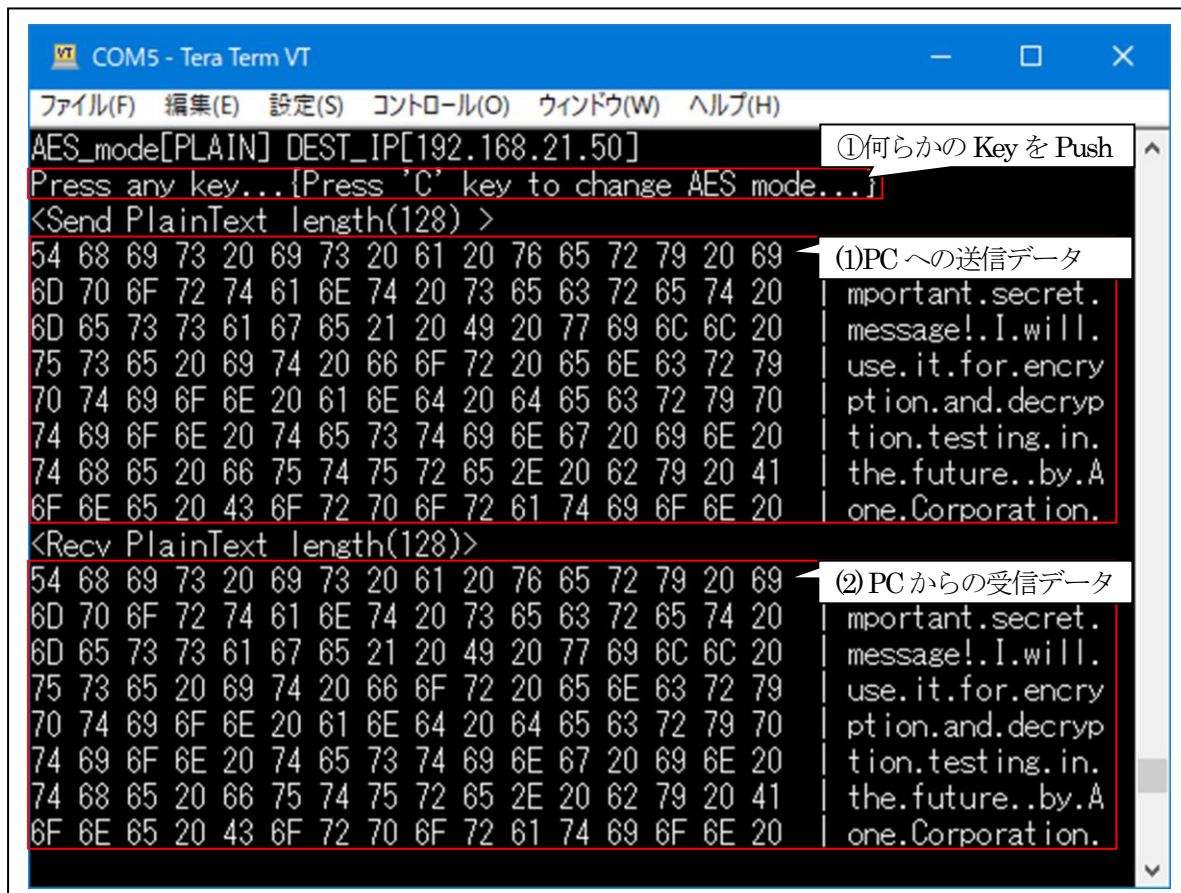 COM5 - Tera Term VT
ファイル(F) 編集(E) 設定(S) コントロール(O) ウィンドウ(W) ヘルプ(H)
AES_mode[PLAIN] DEST_IP[192.168.21.50]
①何らかの Key を Push
Press any key...{Press 'C' key to change AES mode...}
<Send PlainText length(128) >
54 68 69 73 20 69 73 20 61 20 76 65 72 79 20 69
(1)PC への送信データ
6D 70 6F 72 74 61 6E 74 20 73 65 63 72 65 74 20 | mportant.secret.
6D 65 73 73 61 67 65 21 20 49 20 77 69 6C 6C 20 | message!.I.will.
75 73 65 20 69 74 20 66 6F 72 20 65 6E 63 72 79 | use.it.for.encry
70 74 69 6F 6E 20 61 6E 64 20 64 65 63 72 79 70 | ption.and.decryp
74 69 6F 6E 20 74 65 73 74 69 6E 67 20 69 6E 20 | tion.testing.in.
74 68 65 20 66 75 74 75 72 65 2E 20 62 79 20 41 | the.future..by.A
6F 6E 65 20 43 6F 72 70 6F 72 61 74 69 6F 6E 20 | one.Corporation.
<Recv PlainText length(128)>
54 68 69 73 20 69 73 20 61 20 76 65 72 79 20 69
(2) PC からの受信データ
6D 70 6F 72 74 61 6E 74 20 73 65 63 72 65 74 20 | mportant.secret.
6D 65 73 73 61 67 65 21 20 49 20 77 69 6C 6C 20 | message!.I.will.
75 73 65 20 69 74 20 66 6F 72 20 65 6E 63 72 79 | use.it.for.encry
70 74 69 6F 6E 20 61 6E 64 20 64 65 63 72 79 70 | ption.and.decryp
74 69 6F 6E 20 74 65 73 74 69 6E 67 20 69 6E 20 | tion.testing.in.
74 68 65 20 66 75 74 75 72 65 2E 20 62 79 20 41 | the.future..by.A
6F 6E 65 20 43 6F 72 70 6F 72 61 74 69 6F 6E 20 | one.Corporation.